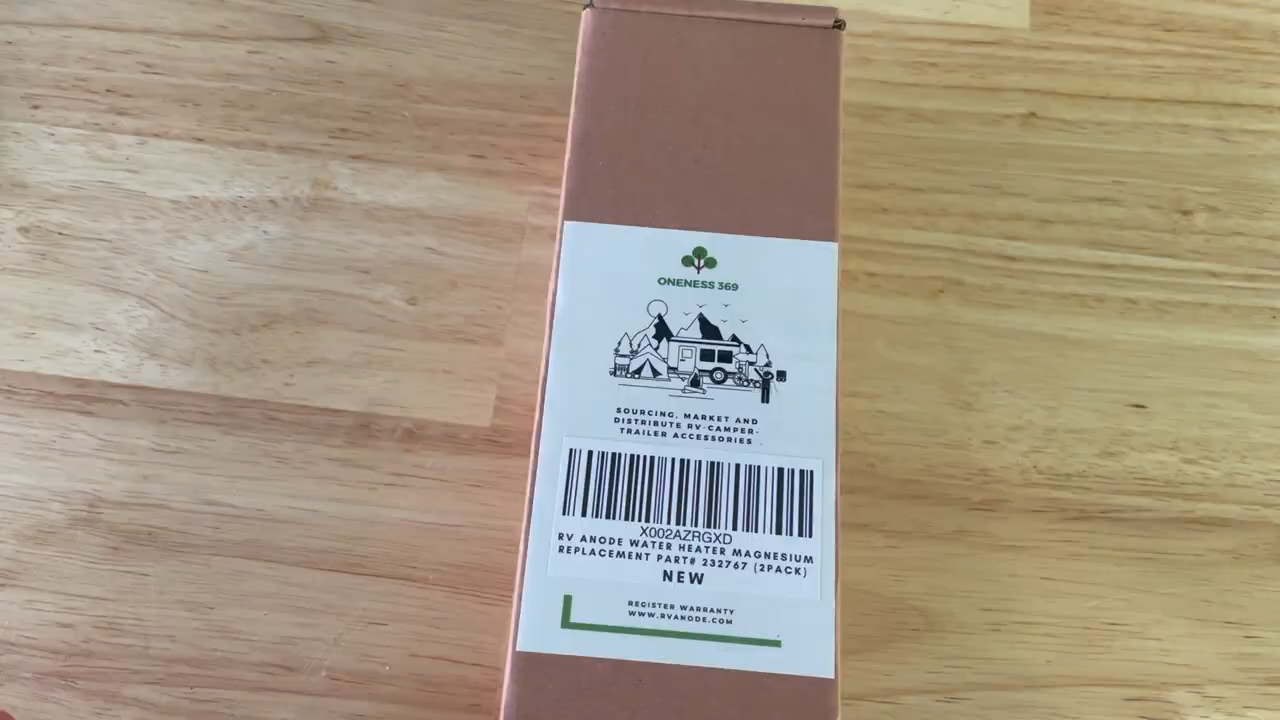 ONENESS 369
SOURCING, MARKET AND
DISTRIBUTE RV-CAMPER-
TRAILER ACCESSORIES
X002AZRGXD
RV ANODE WATER HEATER MAGNESIUM
REPLACEMENT PART# 232767 (2PACK)
NEW
REGISTER WARRANTY
WWW.RVANODE.COM